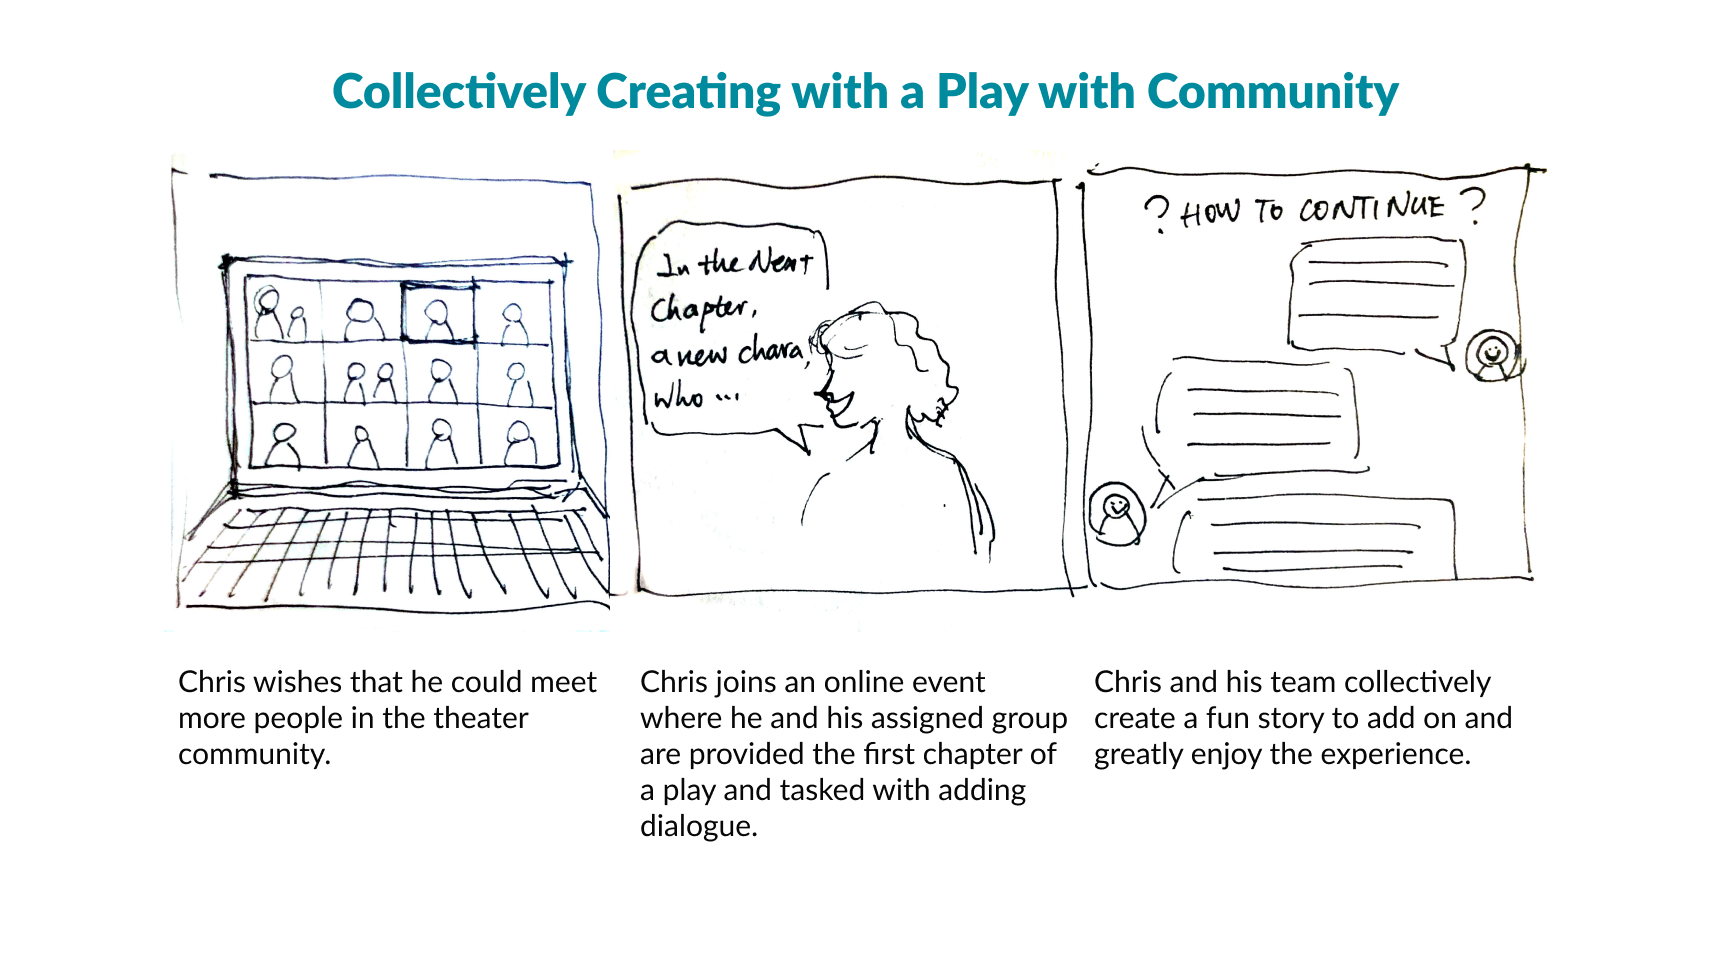 Collectively Creating with a Play with Community
In the Next
Chapter,
a new chara,
who ...
? HOW TO CONTINUE ?
Chris wishes that he could meet
more people in the theater
community.
Chris joins an online event
where he and his assigned group
are provided the first chapter of
a play and tasked with adding
dialogue.
Chris and his team collectively
create a fun story to add on and
greatly enjoy the experience.